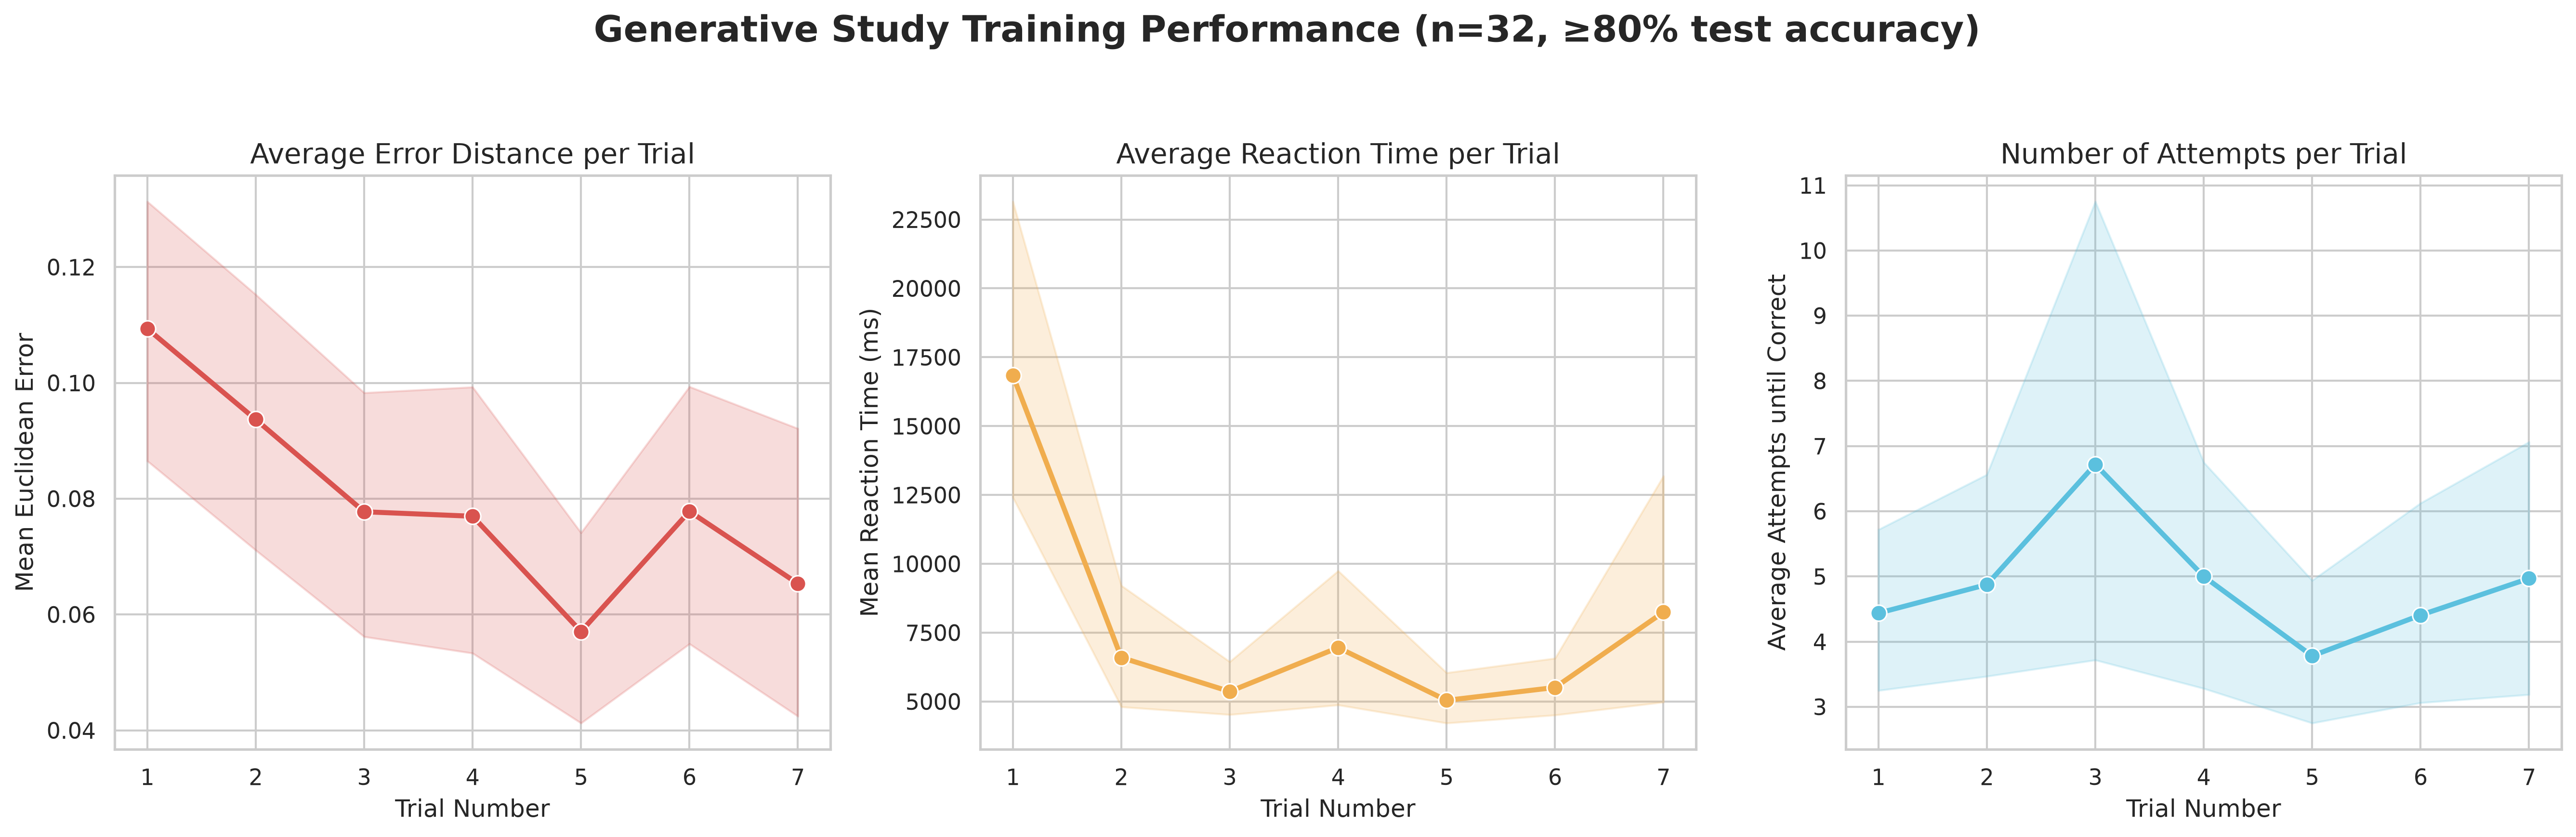 Generative Study Training Performance (n=32, ≥80% test accuracy)
Average Error Distance per Trial
Mean Euclidean Error
0.12
0.10
0.08
0.06
0.04
1 2 3 4 5 6 7
Trial Number
Average Reaction Time per Trial
Mean Reaction Time (ms)
22500
20000
17500
15000
12500
10000
7500
5000
1 2 3 4 5 6 7
Trial Number
Number of Attempts per Trial
Average Attempts until Correct
11
10
9
8
7
6
5
4
3
1 2 3 4 5 6 7
Trial Number